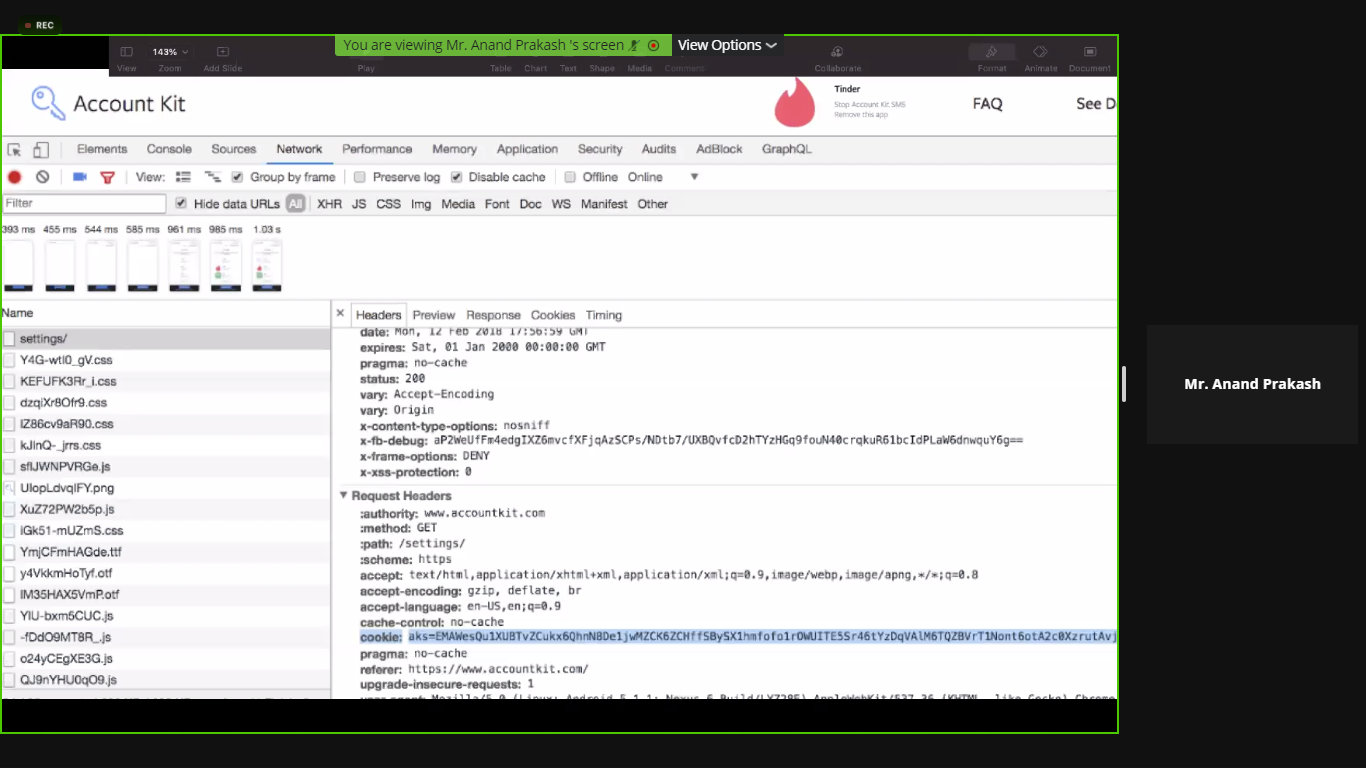 REC
You are viewing Mr. Anand Prakash 's screen
View Options
143%
View Zoom Add Slide Play Table Chart Text Shape Media Comment Collaborate Format Animate Document
Account Kit
Tinder
Stop Account Kit SMS
Remove this app
FAQ
See D
Elements Console Sources Network Performance Memory Application Security Audits AdBlock GraphQL
View: Group by frame Preserve log Disable cache Offline Online
Filter Hide data URLs All XHR JS CSS Img Media Font Doc WS Manifest Other
393 ms 455 ms 544 ms 585 ms 961 ms 985 ms 1.03 s
Name
settings/
Y4G-wtI0_gV.css
KEFUFK3Rr_i.css
dzqiXr8Ofr9.css
IZ86cv9aR90.css
kJInQ-_jrrs.css
sflJWNPVRGe.js
UIopLdvqIFY.png
XuZ72PW2b5p.js
iGk51-mUZmS.css
YmjCFmHAGde.ttf
y4VkkmHoTyf.otf
IM35HAX5VmP.otf
YIU-bxm5CUC.js
-fDdO9MT8R_.js
o24yCEgXE3G.js
QJ9nYHU0qO9.js
Headers Preview Response Cookies Timing
date: Mon, 12 Feb 2018 17:56:59 GMT
expires: Sat, 01 Jan 2000 00:00:00 GMT
pragma: no-cache
status: 200
vary: Accept-Encoding
vary: Origin
x-content-type-options: nosniff
x-fb-debug: aP2WeUfFm4edgIXZ6mvcfXFjqAzSCPs/NDtb7/UXBQvfcD2hTYzHGq9fouN40crqkuR61bcIdPLaW6dnwquY6g==
x-frame-options: DENY
x-xss-protection: 0
Request Headers
:authority: www.accountkit.com
:method: GET
:path: /settings/
:scheme: https
accept: text/html,application/xhtml+xml,application/xml;q=0.9,image/webp,image/apng,*/*;q=0.8
accept-encoding: gzip, deflate, br
accept-language: en-US,en;q=0.9
cache-control: no-cache
cookie: aks=EMAWesQu1XUBTvZCukx6QhnN8De1jwMZCK6ZCHffSBySX1hmfofo1rOWUITE5Sr46tYzDqVAlM6TQZBVrT1Nont6otA2c0XzrutAvj
pragma: no-cache
referer: https://www.accountkit.com/
upgrade-insecure-requests: 1
Mr. Anand Prakash